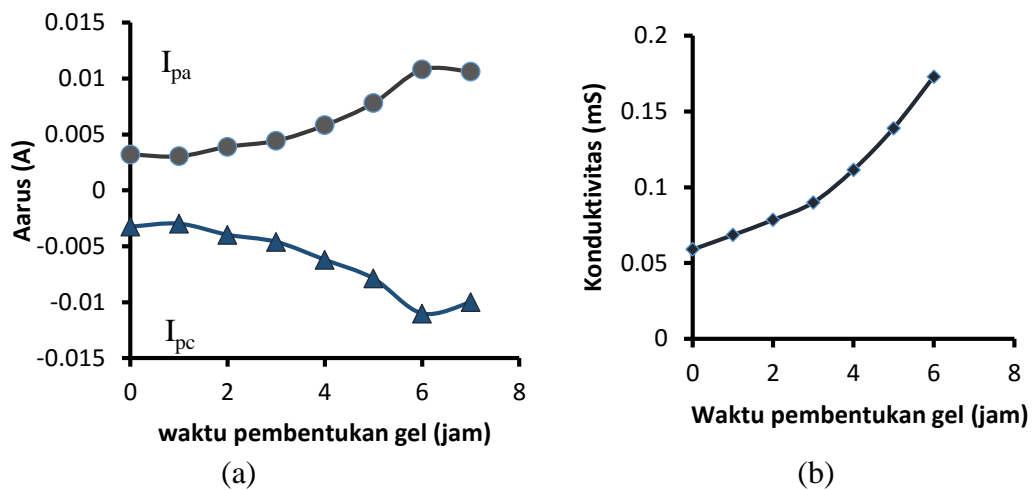 0.015
0.01
0.005
0
-0.005
-0.01
-0.015
Aarus (A)
I_pa
I_pc
0 2 4 6 8
waktu pembentukan gel (jam)
(a)
0.2
0.15
0.1
0.05
0
Konduktivitas (mS)
0 2 4 6 8
Waktu pembentukan gel (jam)
(b)